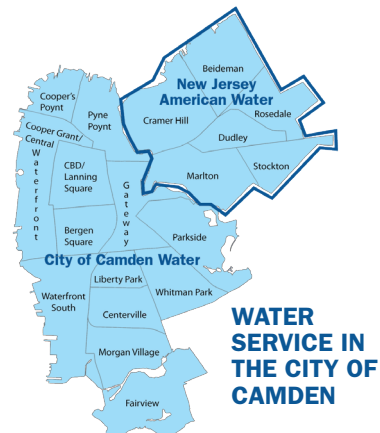 Beideman
New Jersey
American Water
Cooper's
Poynt
Pyne
Poynt
Cramer Hill
Rosedale
Cooper Grant/
Central
Dudley
Waterfront
CBD/
Lanning
Square
Stockton
Marlton
Gateway
Bergen
Square
Parkside
City of Camden Water
Liberty Park
Whitman Park
Waterfront
South
Centerville
Morgan Village
Fairview
WATER
SERVICE IN
THE CITY OF
CAMDEN